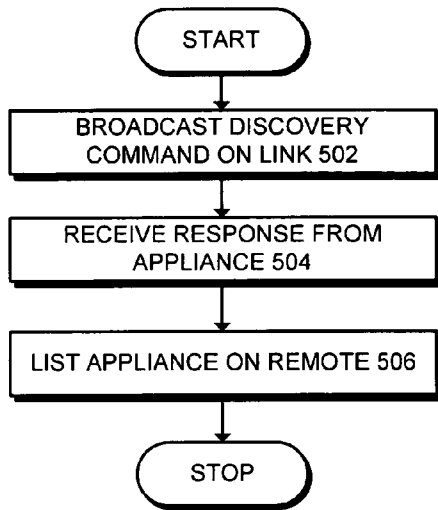 START
BROADCAST DISCOVERY
COMMAND ON LINK 502
RECEIVE RESPONSE FROM
APPLIANCE 504
LIST APPLIANCE ON REMOTE 506
STOP